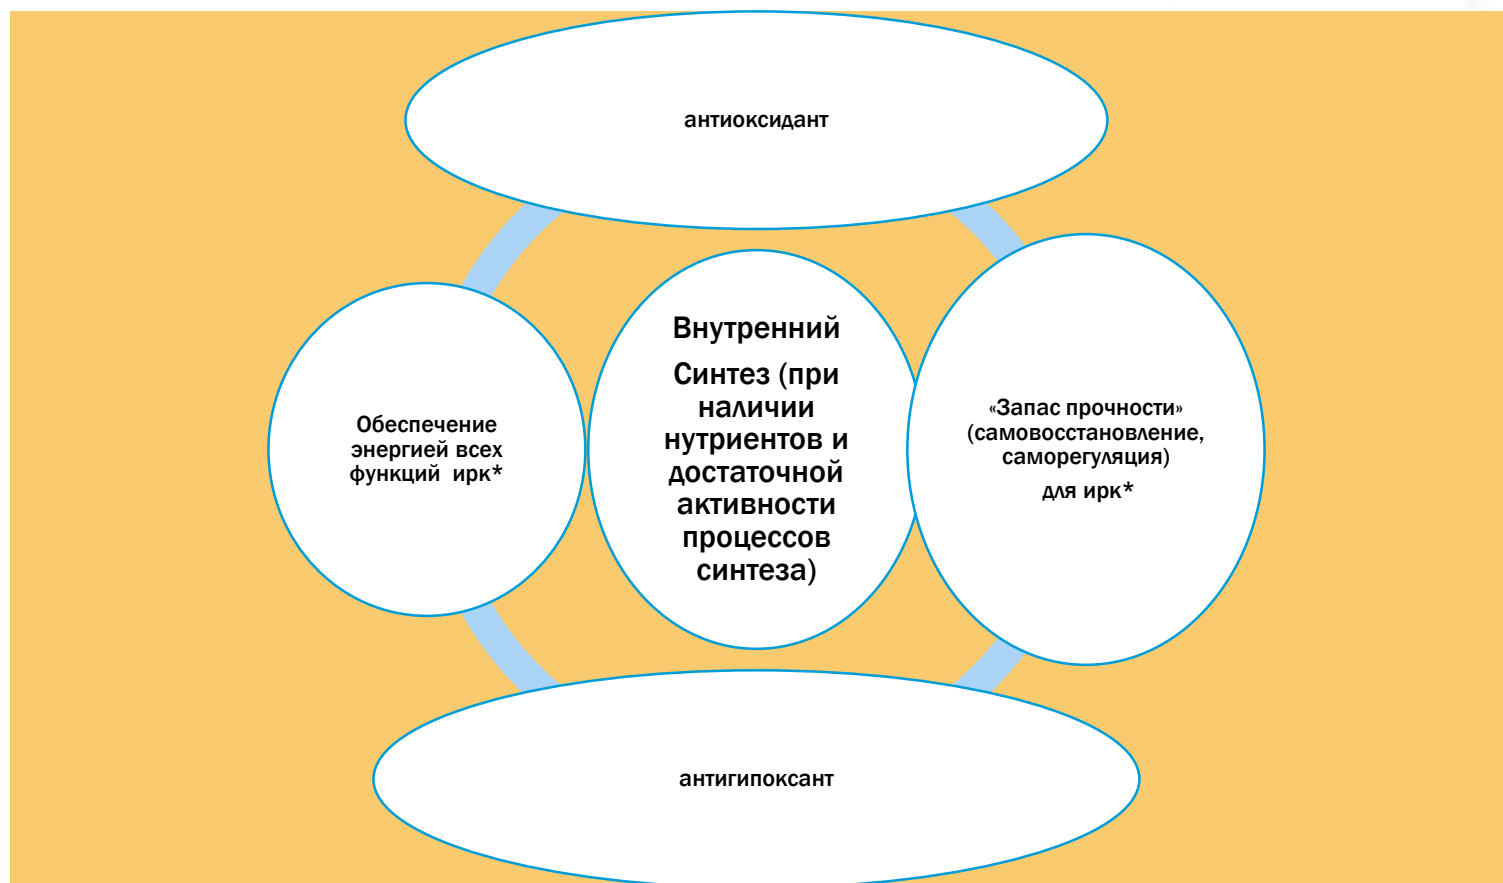 антиоксидант
Обеспечение
энергией всех
функций ирк*
Внутренний
Синтез (при
наличии
нутриентов и
достаточной
активности
процессов
синтеза)
«Запас прочности»
(самовосстановление,
саморегуляция)
для ирк*
антигипоксант